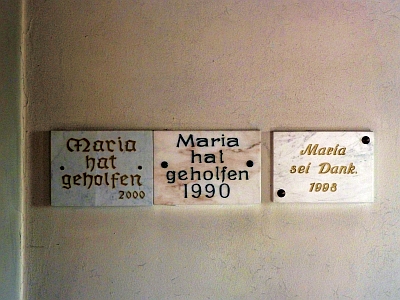 Maria
hat
geholfen
2000
Maria
hat
geholfen
1990
Maria
sei Dank.
1998